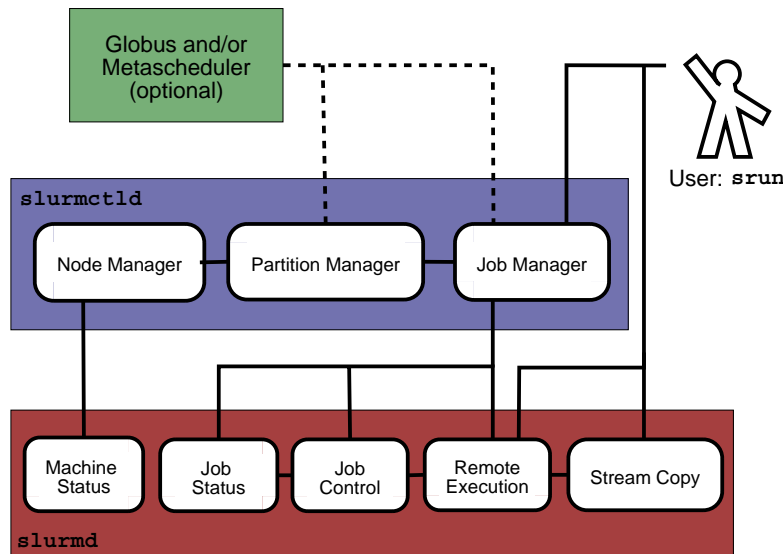 Globus and/or
Metascheduler
(optional)
User: srun
slurmctld
Node Manager
Partition Manager
Job Manager
Machine
Status
Job
Status
Job
Control
Remote
Execution
Stream Copy
slurmd